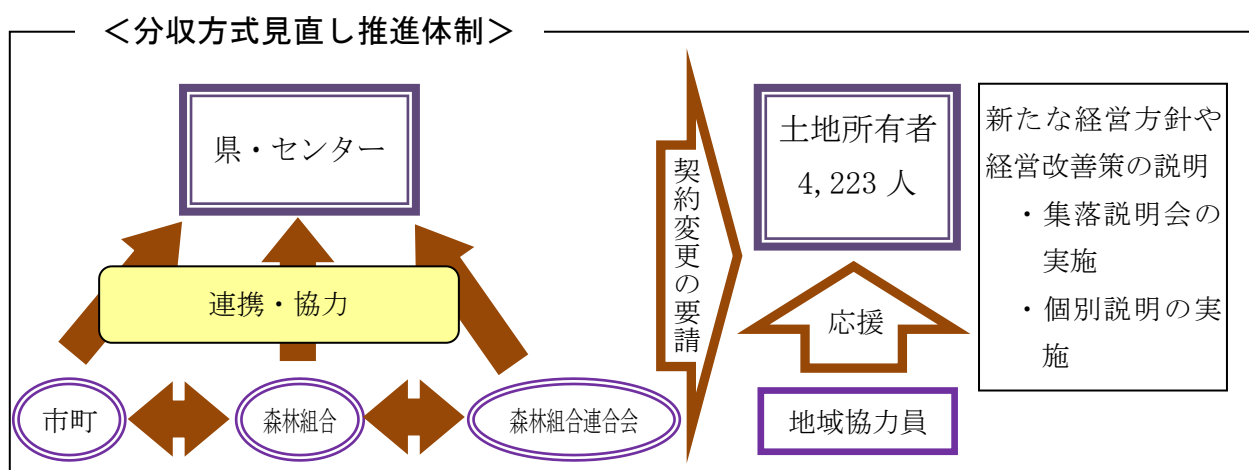 ＜分収方式見直し推進体制＞
県・センター
連携・協力
市町
森林組合
森林組合連合会
契約変更の要請
土地所有者
4,223 人
応援
地域協力員
新たな経営方針や
経営改善策の説明
・集落説明会の
実施
・個別説明の実
施